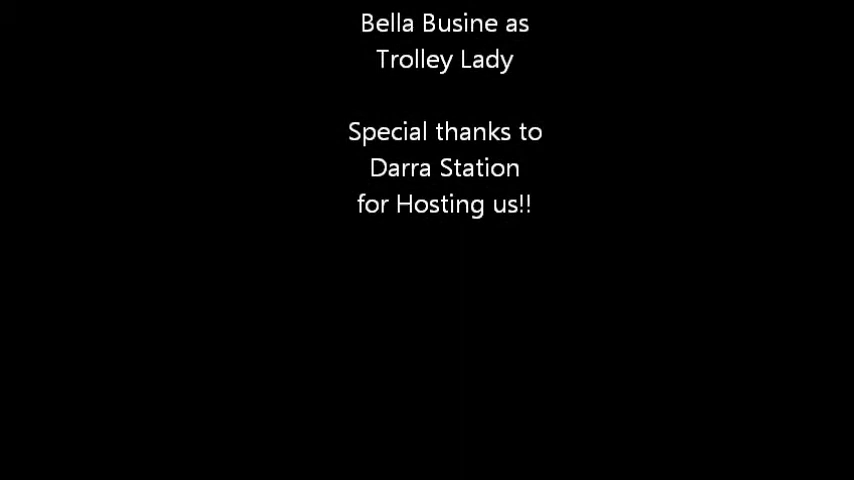 Bella Busine as
Trolley Lady
Special thanks to
Darra Station
for Hosting us!!